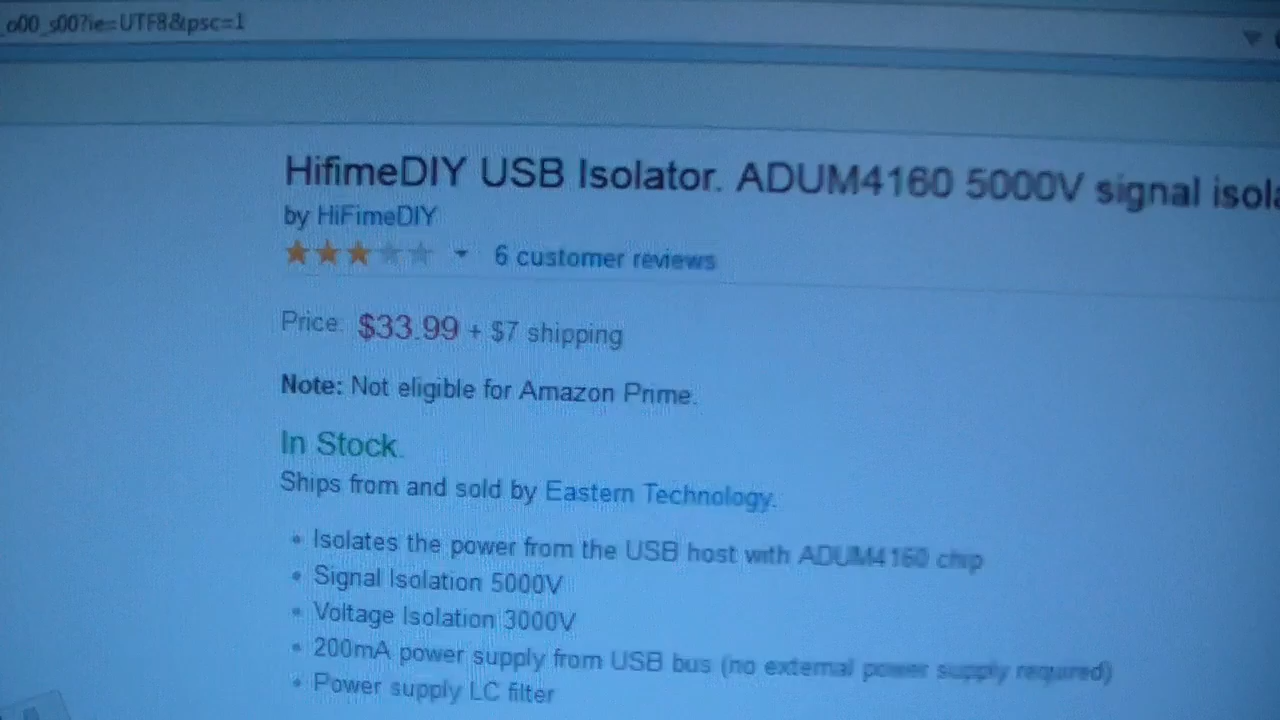 _o00_s00?ie=UTF8&psc=1
HifimeDIY USB Isolator. ADUM4160 5000V signal isola
by HiFimeDIY
6 customer reviews
Price: $33.99 + $7 shipping
Note: Not eligible for Amazon Prime.
In Stock.
Ships from and sold by Eastern Technology.
• Isolates the power from the USB host with ADUM4160 chip
• Signal Isolation 5000V
• Voltage Isolation 3000V
• 200mA power supply from USB bus (no external power supply required)
• Power supply LC filter